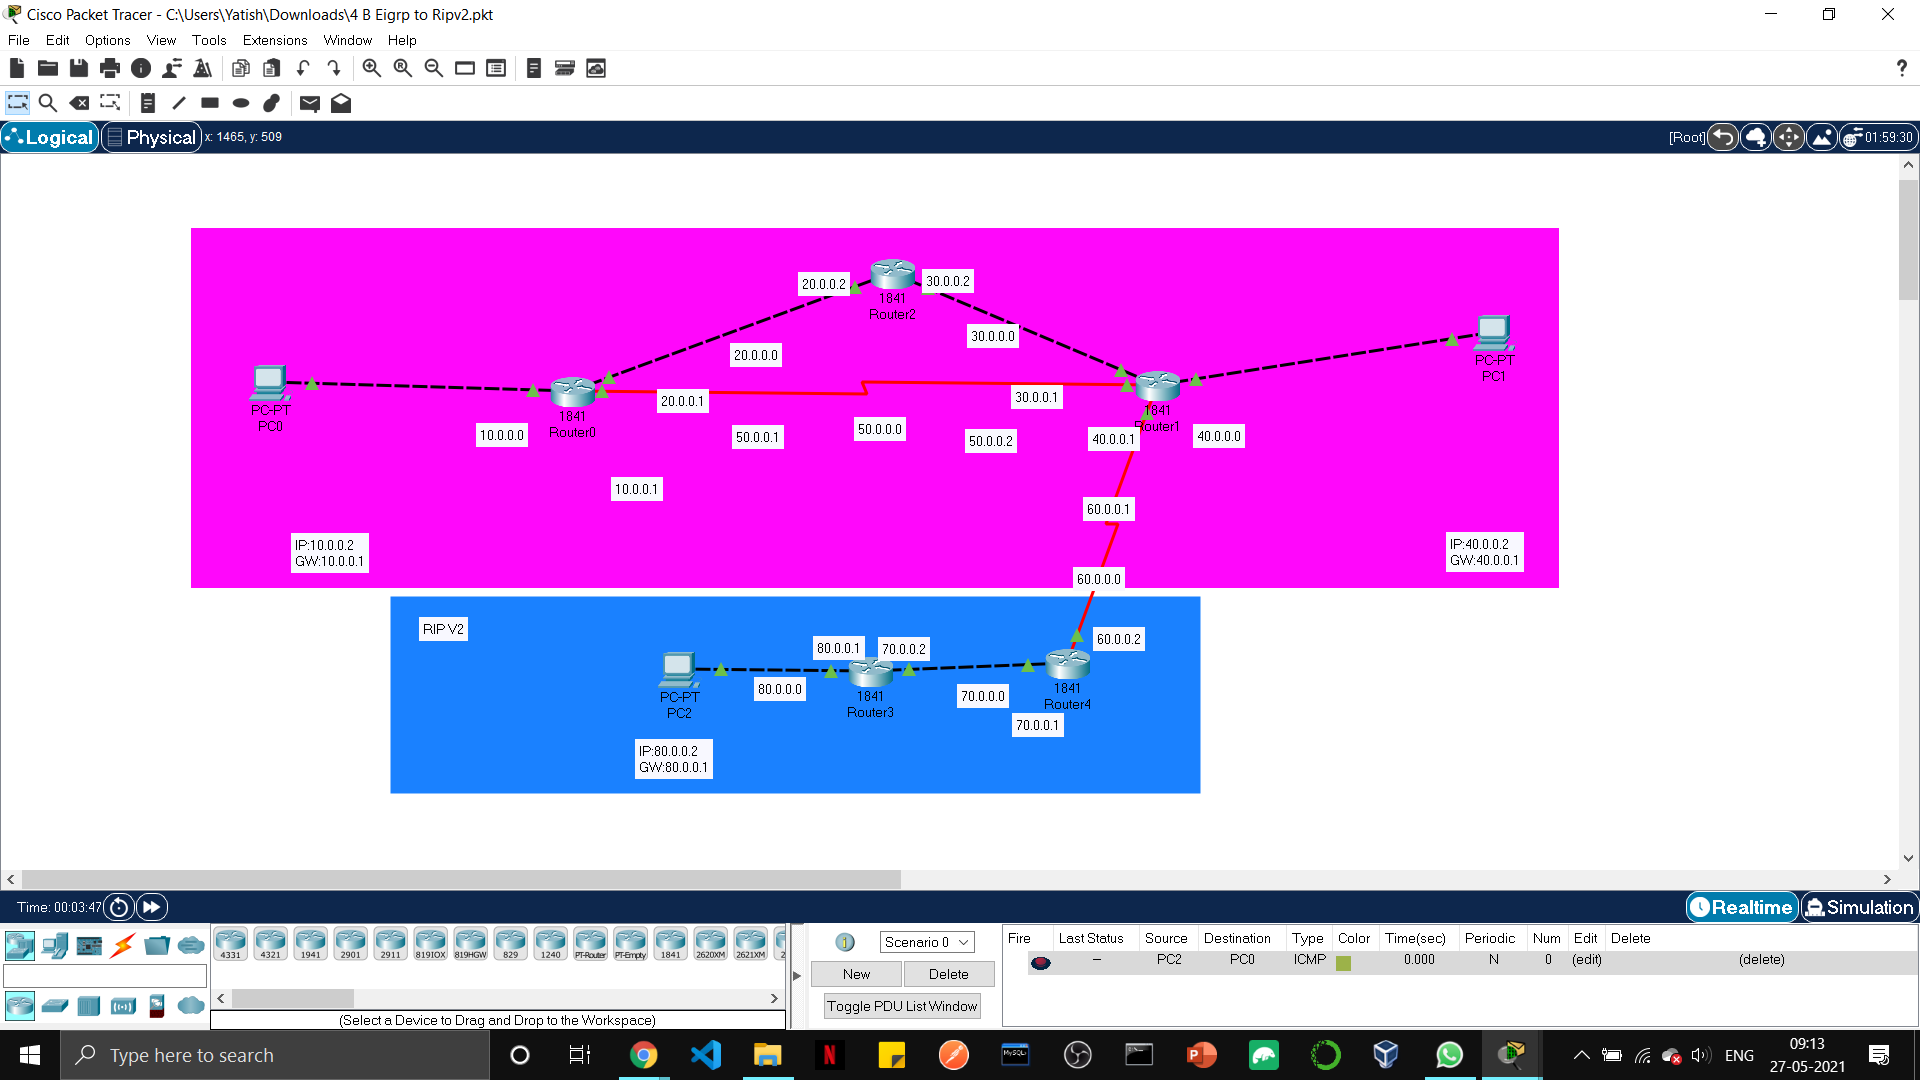 Cisco Packet Tracer - C:\Users\Yatish\Downloads\4 B Eigrp to Ripv2.pkt
File Edit Options View Tools Extensions Window Help
?
Logical Physical x: 1465, y: 509
[Root] 01:59:30
20.0.0.2
30.0.0.2
1841
Router2
30.0.0.0
20.0.0.0
PC-PT
PC1
PC-PT
PC0
1841
Router0
20.0.0.1
30.0.0.1
1841
Router1
10.0.0.0
50.0.0.1
50.0.0.0
50.0.0.2
40.0.0.1
40.0.0.0
10.0.0.1
60.0.0.1
IP:10.0.0.2
GW:10.0.0.1
IP:40.0.0.2
GW:40.0.0.1
60.0.0.0
RIP V2
60.0.0.2
80.0.0.1
70.0.0.2
PC-PT
PC2
80.0.0.0
1841
Router3
70.0.0.0
1841
Router4
70.0.0.1
IP:80.0.0.2
GW:80.0.0.1
Time: 00:03:47
Realtime Simulation
4331 4321 1941 2901 2911 819IOX 819HGW 829 1240 PT-Router PT-Empty 1841 2620XM 2621XM 2
(Select a Device to Drag and Drop to the Workspace)
Scenario 0
New Delete
Toggle PDU List Window
Fire Last Status Source Destination Type Color Time(sec) Periodic Num Edit Delete
-- PC2 PC0 ICMP 0.000 N 0 (edit) (delete)
Type here to search
ENG
09:13
27-05-2021